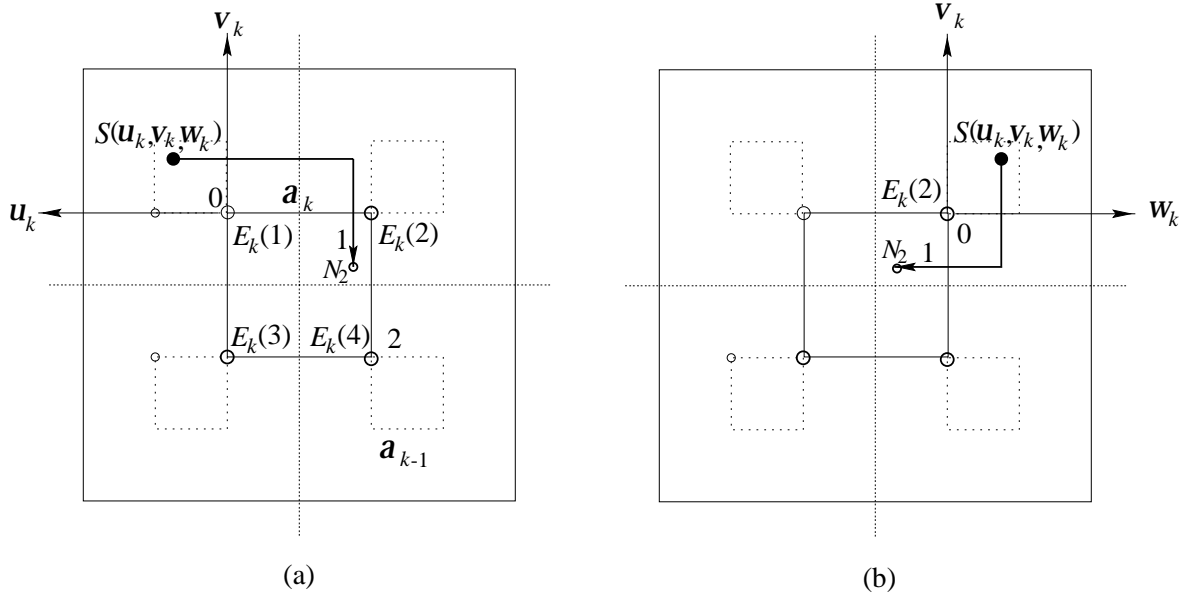 v_k
S(u_k,v_k,w_k)
0
a_k
u_k
E_k(1)
1
E_k(2)
N_2
E_k(3)
E_k(4)
2
a_{k-1}
(a)
v_k
S(u_k,v_k,w_k)
E_k(2)
w_k
0
N_2
1
(b)